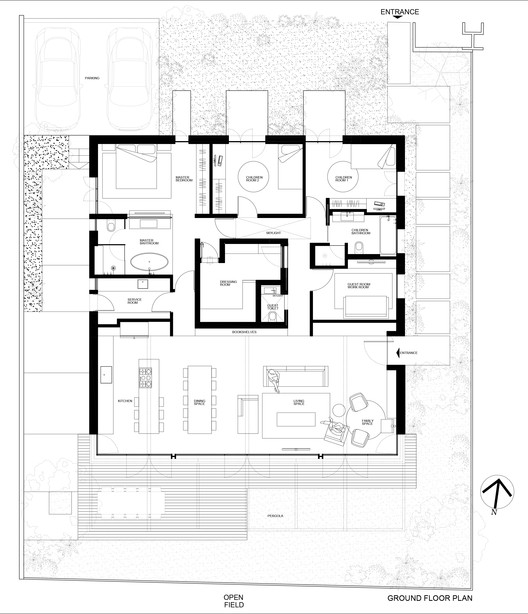 ENTRANCE
PARKING
MASTER
BEDROOM
CHILDREN
ROOM 2
CHILDREN
ROOM 1
SKYLIGHT
CHILDREN
BATHROOM
MASTER
BATHROOM
DRESSING
ROOM
GUEST ROOM
WORK ROOM
SERVICE
ROOM
GUEST
TOILET
BOOKSHELVES
ENTRANCE
KITCHEN
DINING
SPACE
LIVING
SPACE
FAMILY
SPACE
PERGOLA
N
OPEN
FIELD
GROUND FLOOR PLAN